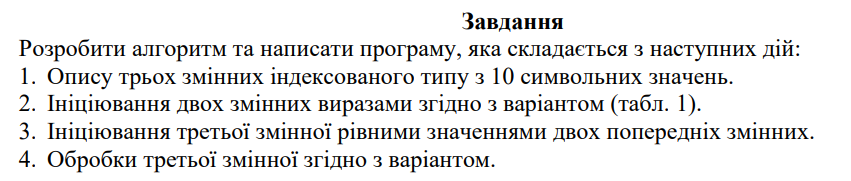 Завдання
Розробити алгоритм та написати програму, яка складається з наступних дій:
1. Опису трьох змінних індексованого типу з 10 символьних значень.
2. Ініціювання двох змінних виразами згідно з варіантом (табл. 1).
3. Ініціювання третьої змінної рівними значеннями двох попередніх змінних.
4. Обробки третьої змінної згідно з варіантом.